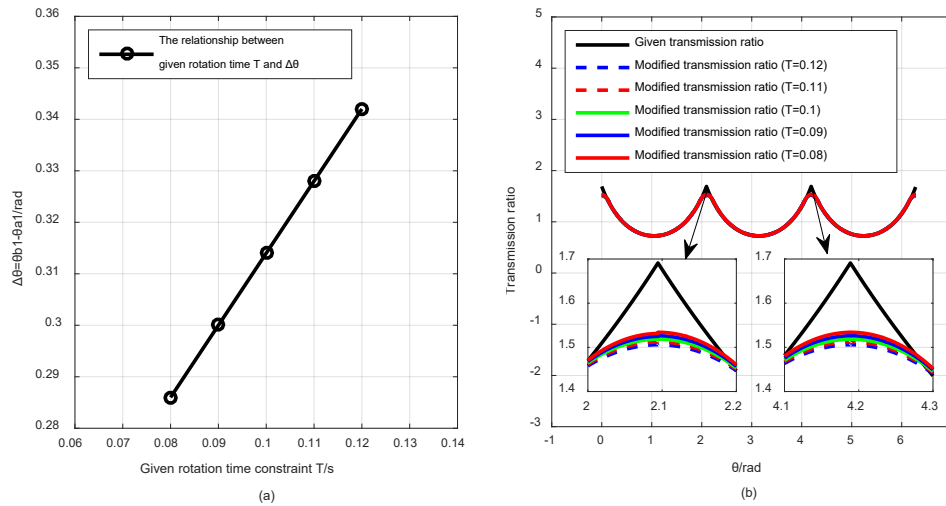 0.36
0.35
0.34
0.33
0.32
0.31
0.3
0.29
0.28
Δθ=θb1-θa1/rad
The relationship between
given rotation time T and Δθ
0.06 0.07 0.08 0.09 0.1 0.11 0.12 0.13 0.14
Given rotation time constraint T/s
(a)
5
4
3
2
1
0
-1
-2
-3
Transmission ratio
Given transmission ratio
Modified transmission ratio (T=0.12)
Modified transmission ratio (T=0.11)
Modified transmission ratio (T=0.1)
Modified transmission ratio (T=0.09)
Modified transmission ratio (T=0.08)
1.7
1.6
1.5
1.4
2 2.1 2.2
1.7
1.6
1.5
1.4
4.1 4.2 4.3
-1 0 1 2 3 4 5 6
θ/rad
(b)